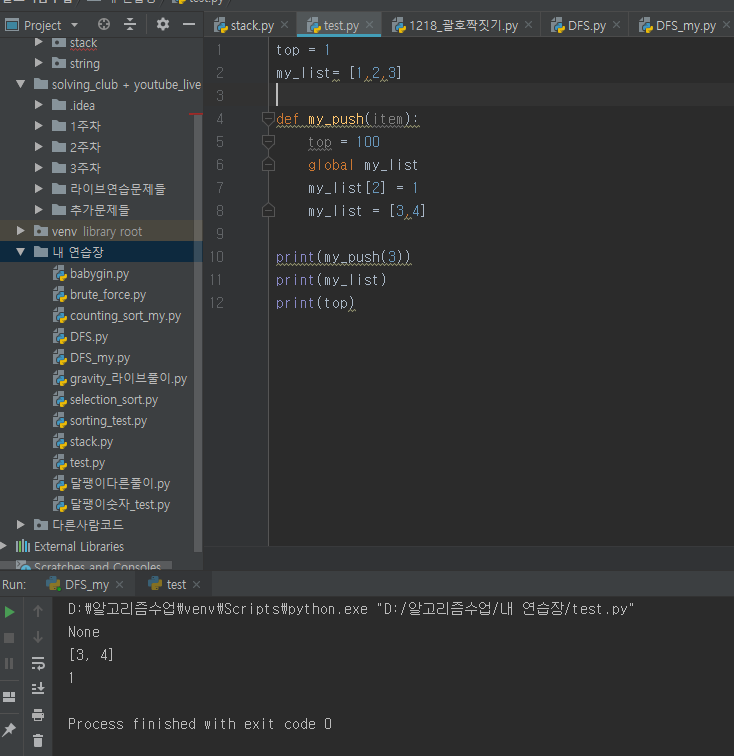 test.py
Project
stack
string
solving_club + youtube_live
.idea
1주차
2주차
3주차
라이브연습문제들
추가문제들
venv library root
내 연습장
babygin.py
brute_force.py
counting_sort_my.py
DFS.py
DFS_my.py
gravity_라이브풀이.py
selection_sort.py
sorting_test.py
stack.py
test.py
달팽이다른풀이.py
달팽이숫자_test.py
다른사람코드
External Libraries
Scratches and Consoles
stack.py test.py 1218_괄호짝짓기.py DFS.py DFS_my.py
1 top = 1
2 my_list= [1,2,3]
3
4 def my_push(item):
5 top = 100
6 global my_list
7 my_list[2] = 1
8 my_list = [3,4]
9
10 print(my_push(3))
11 print(my_list)
12 print(top)
Run: DFS_my test
D:\알고리즘수업\venv\Scripts\python.exe "D:/알고리즘수업/내 연습장/test.py"
None
[3, 4]
1
Process finished with exit code 0